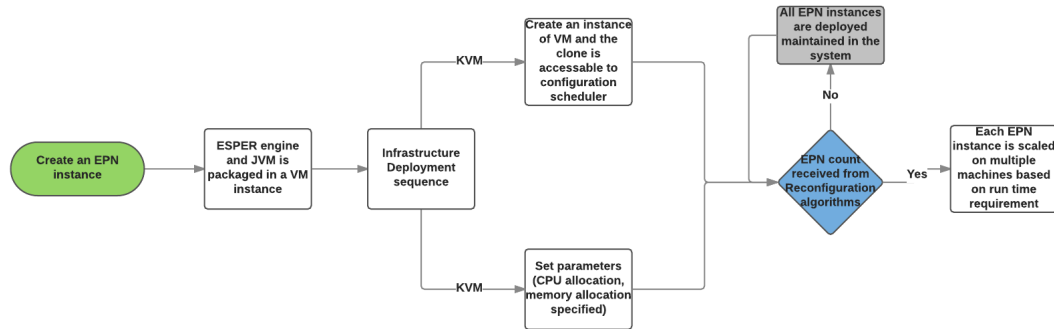 Create an EPN
instance
ESPER engine
and JVM is
packaged in a VM
instance
Infrastructure
Deployment
sequence
KVM
Create an instance
of VM and the
clone is
accessable to
configuration
scheduler
KVM
Set parameters
(CPU allocation,
memory allocation
specified)
All EPN instances
are deployed
maintained in the
system
No
EPN count
received from
Reconfiguration
algorithms
Yes
Each EPN
instance is scaled
on multiple
machines based
on run time
requirement